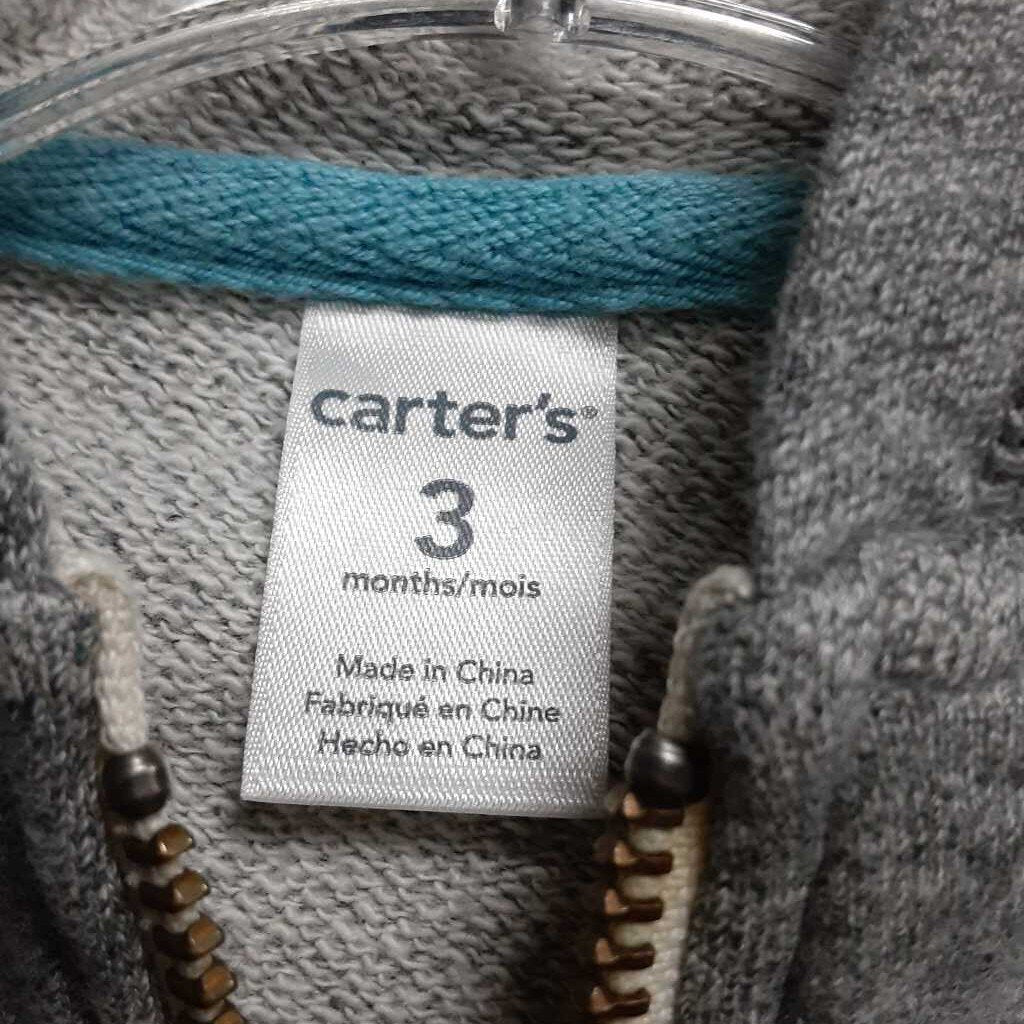 carter's®
3
months/mois
Made in China
Fabriqué en Chine
Hecho en China